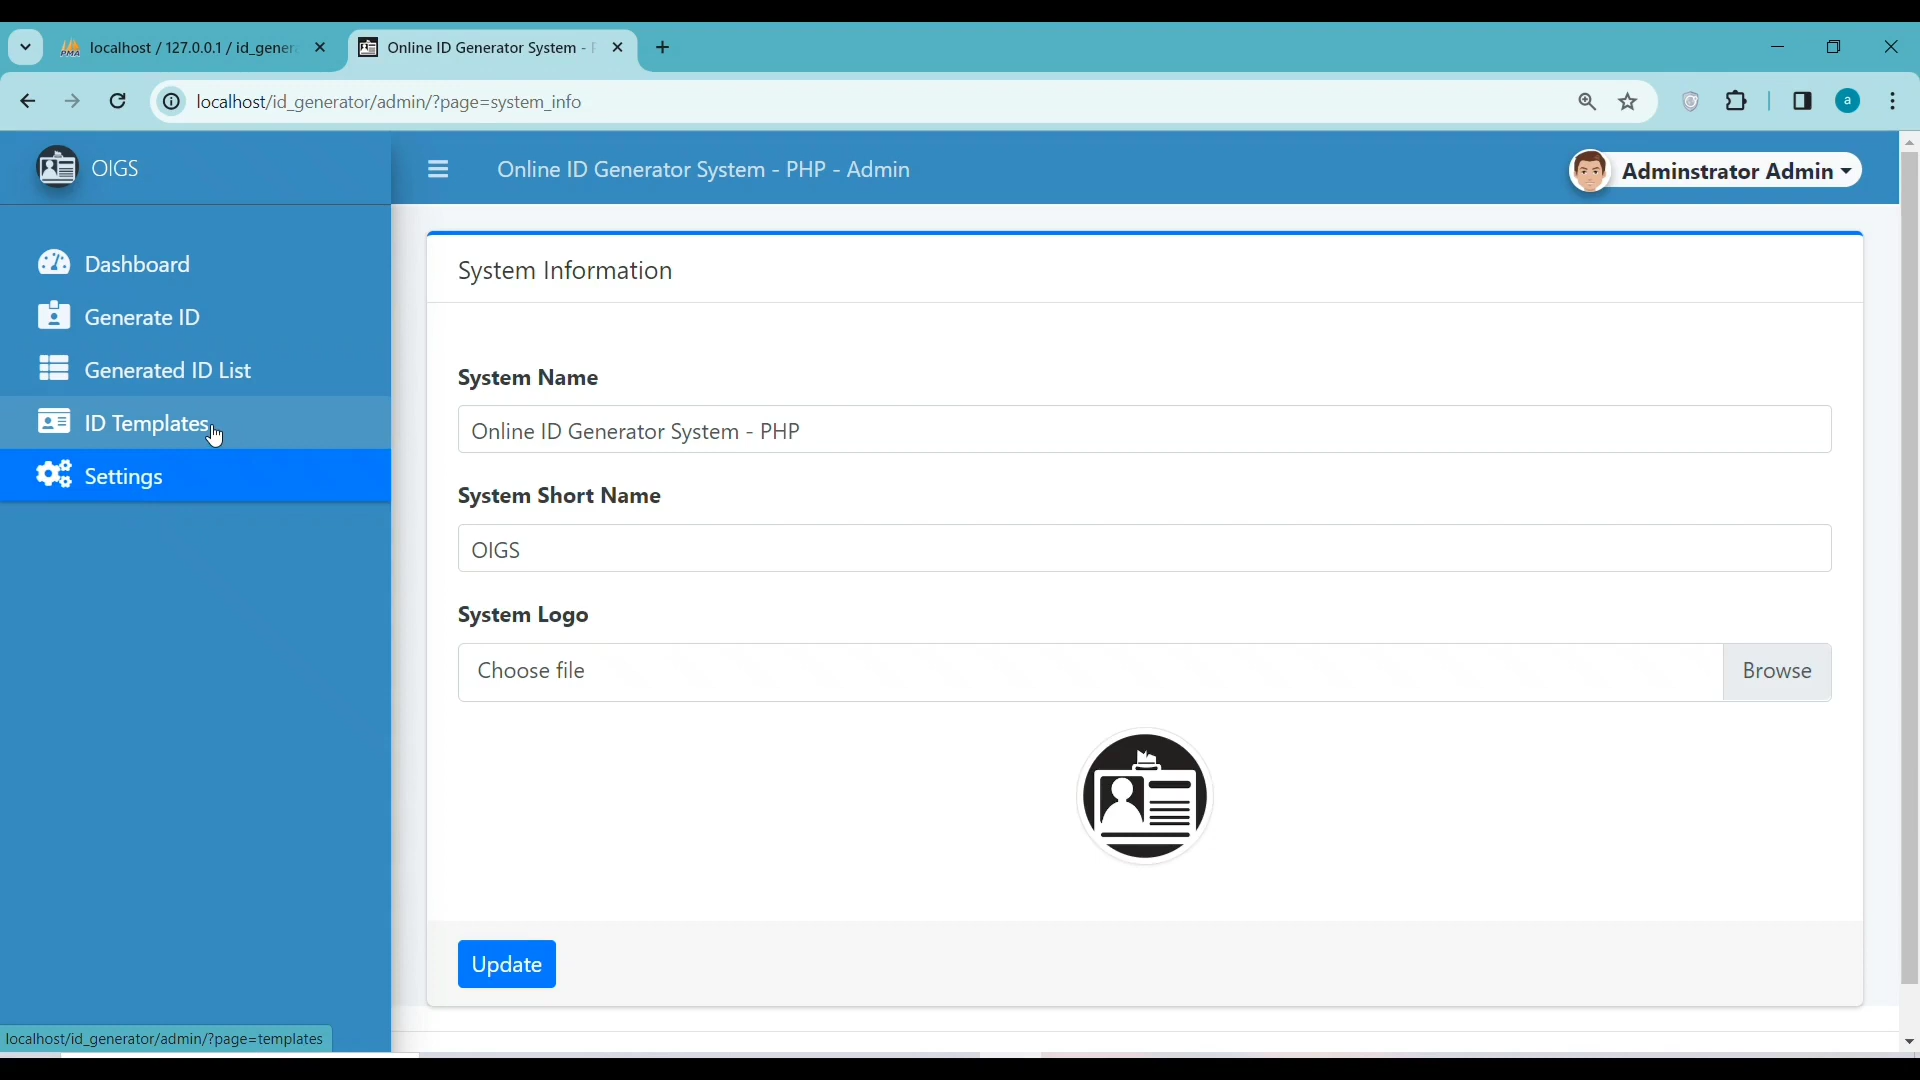 localhost / 127.0.0.1 / id_gener
Online ID Generator System -
localhost/id_generator/admin/?page=system_info
a
OIGS
Online ID Generator System - PHP - Admin
Adminstrator Admin
Dashboard
Generate ID
Generated ID List
ID Templates
Settings
System Information
System Name
Online ID Generator System - PHP
System Short Name
OIGS
System Logo
Choose file
Browse
Update
localhost/id_generator/admin/?page=templates